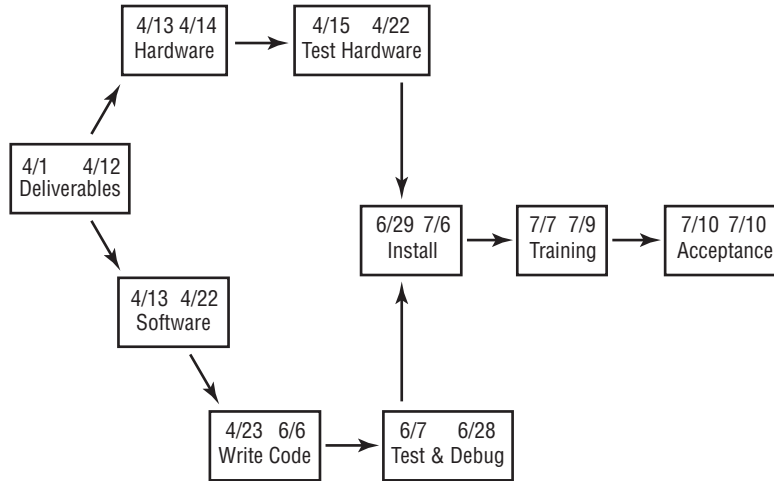 4/13 4/14
Hardware
4/15 4/22
Test Hardware
4/1 4/12
Deliverables
6/29 7/6
Install
7/7 7/9
Training
7/10 7/10
Acceptance
4/13 4/22
Software
4/23 6/6
Write Code
6/7 6/28
Test & Debug